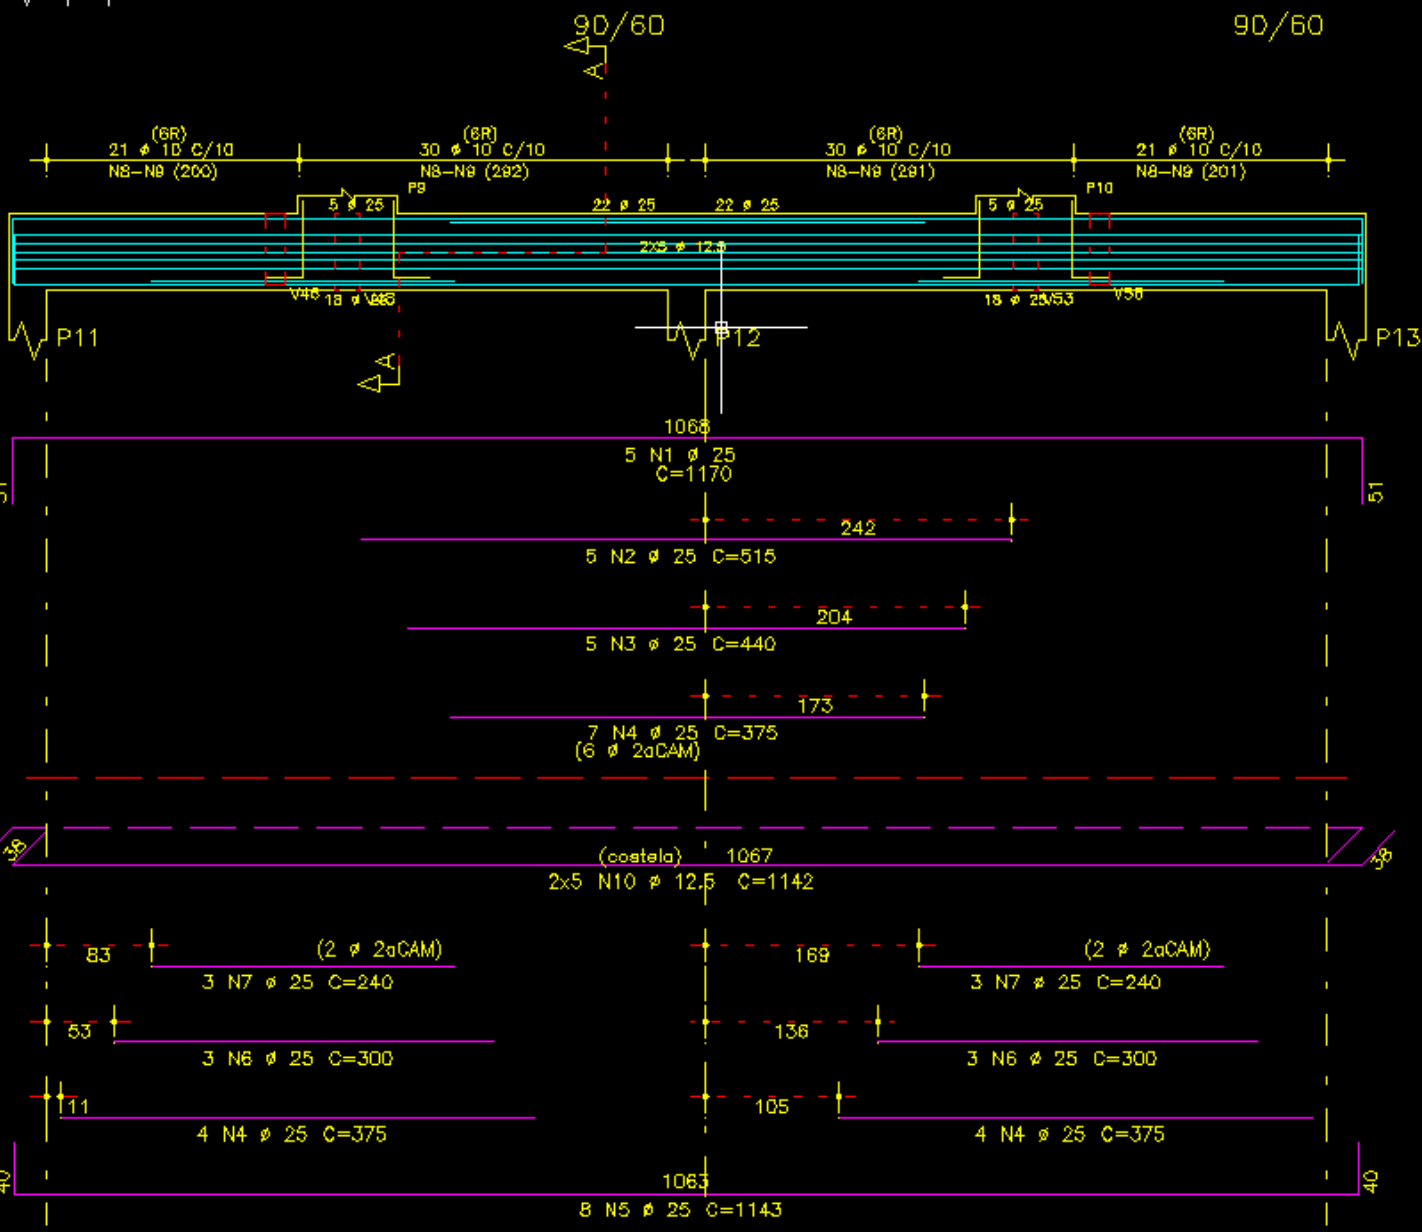 90/60
90/60
A
(6R)
(6R)
(6R)
(6R)
21 ø 10 C/10
30 ø 10 C/10
30 ø 10 C/10
21 ø 10 C/10
N8-N9 (200)
N8-N9 (292)
N8-N9 (291)
N8-N9 (201)
P9
P10
5 ø 25
22 ø 25
22 ø 25
5 ø 25
2X5 ø 12.5
V46
18 ø
18 ø 25
V53
V56
P11
P12
P13
A
1068
5 N1 ø 25
C=1170
51
51
242
5 N2 ø 25 C=515
204
5 N3 ø 25 C=440
173
7 N4 ø 25 C=375
(6 ø 2aCAM)
38
(costela)
1067
38
2x5 N10 ø 12.5 C=1142
83
(2 ø 2aCAM)
169
(2 ø 2aCAM)
3 N7 ø 25 C=240
3 N7 ø 25 C=240
53
136
3 N6 ø 25 C=300
3 N6 ø 25 C=300
11
105
4 N4 ø 25 C=375
4 N4 ø 25 C=375
40
1063
40
8 N5 ø 25 C=1143